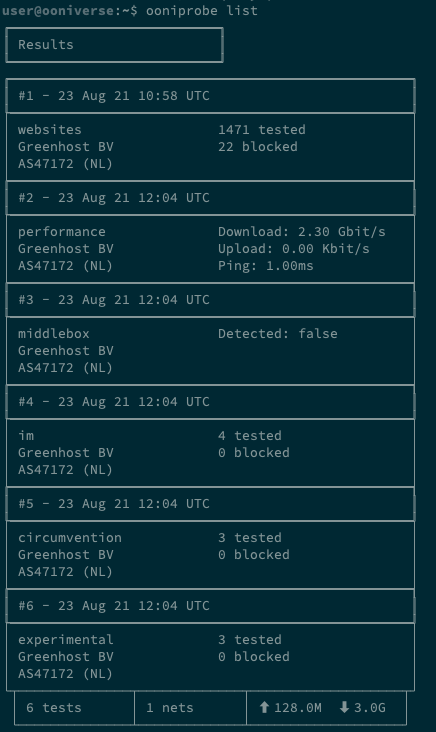 user@ooniverse:~$ ooniprobe list
Results
#1 - 23 Aug 21 10:58 UTC
websites 1471 tested
Greenhost BV 22 blocked
AS47172 (NL)
#2 - 23 Aug 21 12:04 UTC
performance Download: 2.30 Gbit/s
Greenhost BV Upload: 0.00 Kbit/s
AS47172 (NL) Ping: 1.00ms
#3 - 23 Aug 21 12:04 UTC
middlebox Detected: false
Greenhost BV
AS47172 (NL)
#4 - 23 Aug 21 12:04 UTC
im 4 tested
Greenhost BV 0 blocked
AS47172 (NL)
#5 - 23 Aug 21 12:04 UTC
circumvention 3 tested
Greenhost BV 0 blocked
AS47172 (NL)
#6 - 23 Aug 21 12:04 UTC
experimental 3 tested
Greenhost BV 0 blocked
AS47172 (NL)
6 tests 1 nets ⬆ 128.0M ⬇ 3.0G